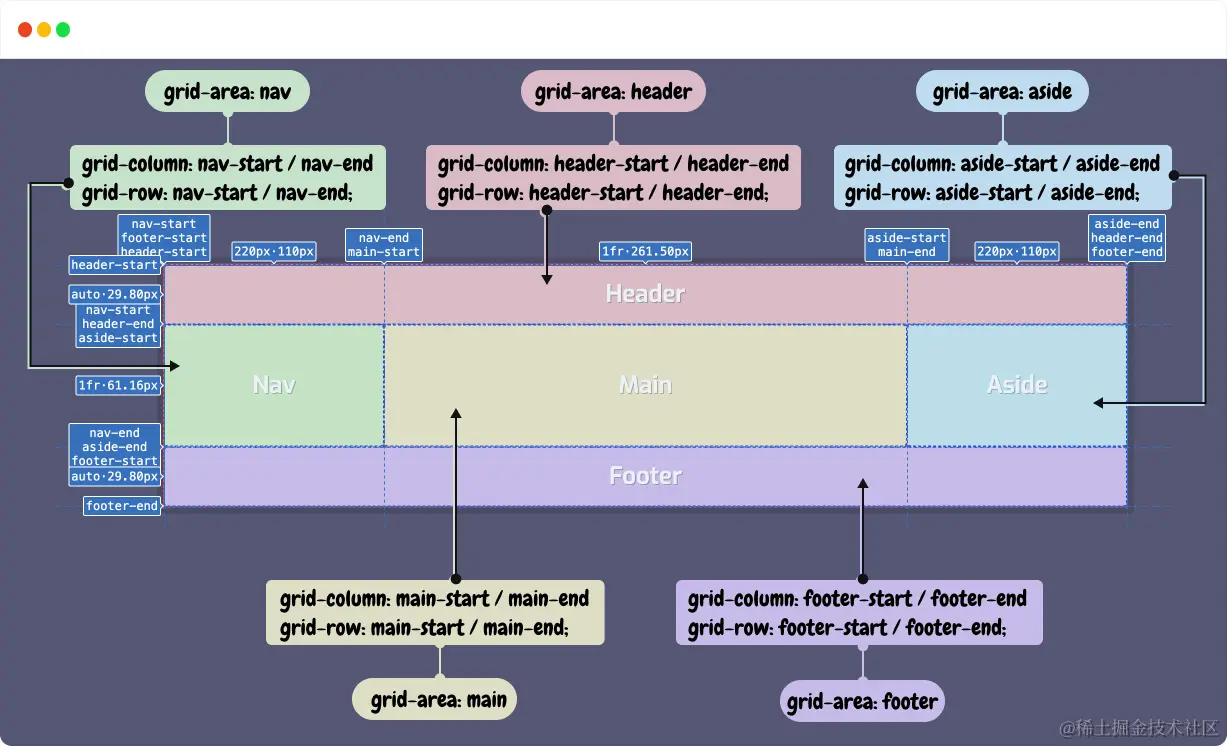 grid-area: nav
grid-area: header
grid-area: aside
grid-column: nav-start / nav-end
grid-row: nav-start / nav-end;
grid-column: header-start / header-end
grid-row: header-start / header-end;
grid-column: aside-start / aside-end
grid-row: aside-start / aside-end;
nav-start
footer-start
header-start
220px·110px
nav-end
main-start
1fr·261.50px
aside-start
main-end
220px·110px
aside-end
header-end
footer-end
header-start
auto·29.80px
nav-start
header-end
aside-start
1fr·61.16px
nav-end
aside-end
footer-start
auto·29.80px
footer-end
Header
Nav
Main
Aside
Footer
grid-column: main-start / main-end
grid-row: main-start / main-end;
grid-column: footer-start / footer-end
grid-row: footer-start / footer-end;
grid-area: main
grid-area: footer
@稀土掘金技术社区